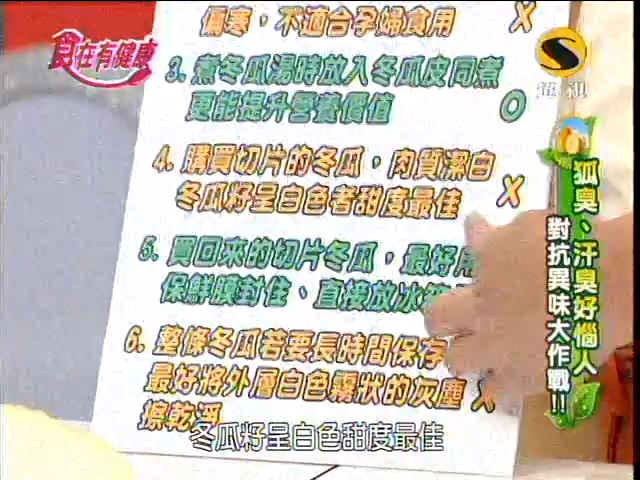 食在有健康
超視
偏寒，不適合孕婦食用 X
3. 煮冬瓜湯時放入冬瓜皮同煮
更能提升營養價值 O
4. 購買切片的冬瓜，肉質潔白
冬瓜籽呈白色者甜度最佳 X
5. 買回來的切片冬瓜，最好用
保鮮膜封住、直接放冰箱
6. 整條冬瓜若要長時間保存
最好將外層白色霧狀的灰塵 X
擦乾淨
狐臭、汗臭好惱人
對抗異味大作戰!!
冬瓜籽呈白色甜度最佳